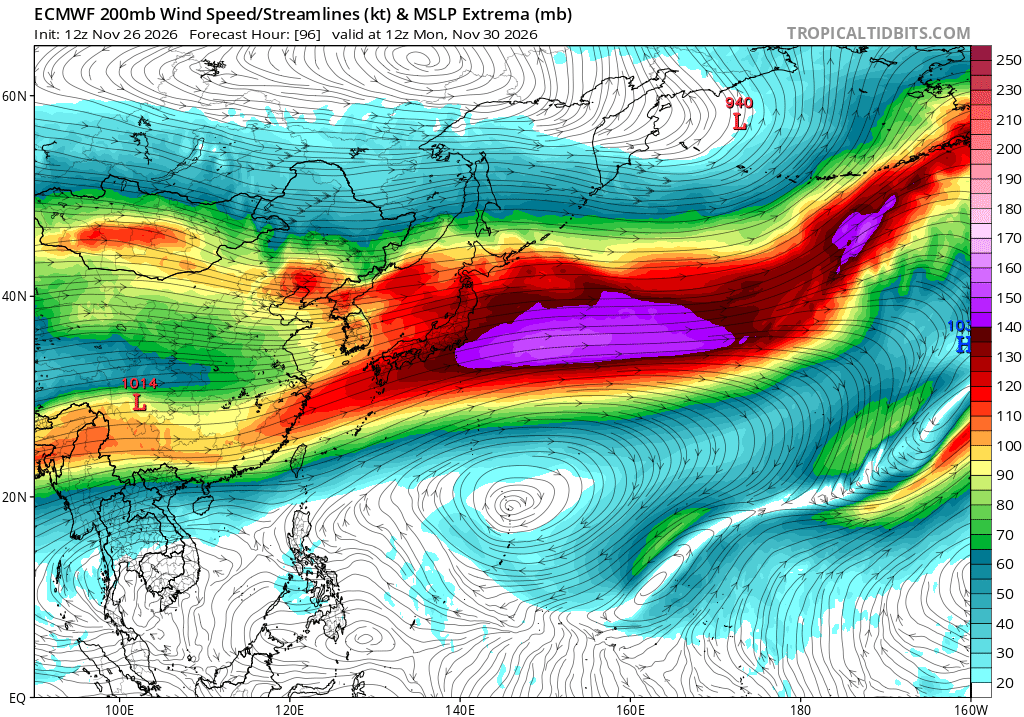 ECMWF 200mb Wind Speed/Streamlines (kt) & MSLP Extrema (mb)
Init: 12z Nov 26 2026 Forecast Hour: [96] valid at 12z Mon, Nov 30 2026
TROPICALTIDBITS.COM
60N
40N
20N
EQ
100E
120E
140E
160E
180
160W
940
L
1014
L
H
250
230
220
210
200
190
180
170
160
150
140
130
120
110
100
90
80
70
60
50
40
30
20